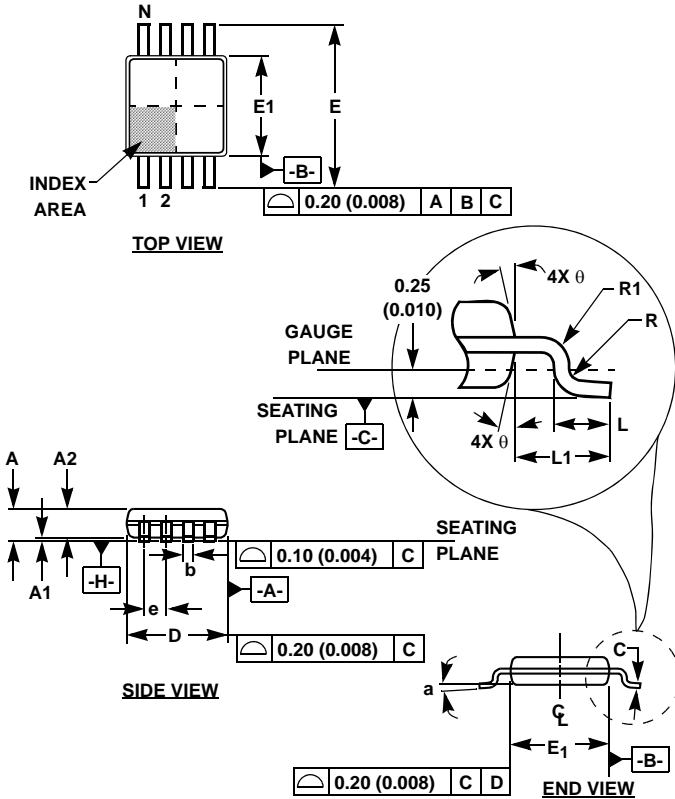 N
E1
E
-B-
INDEX
AREA
1 2
0.20 (0.008) A B C
TOP VIEW
0.25
(0.010)
4X θ
R1
R
GAUGE
PLANE
SEATING
PLANE -C-
4X θ
L
L1
A A2
SEATING
PLANE
A1
-H-
b
0.10 (0.004) C
-A-
e
D
0.20 (0.008) C
SIDE VIEW
C
a
CL
E1
-B-
0.20 (0.008) C D
END VIEW